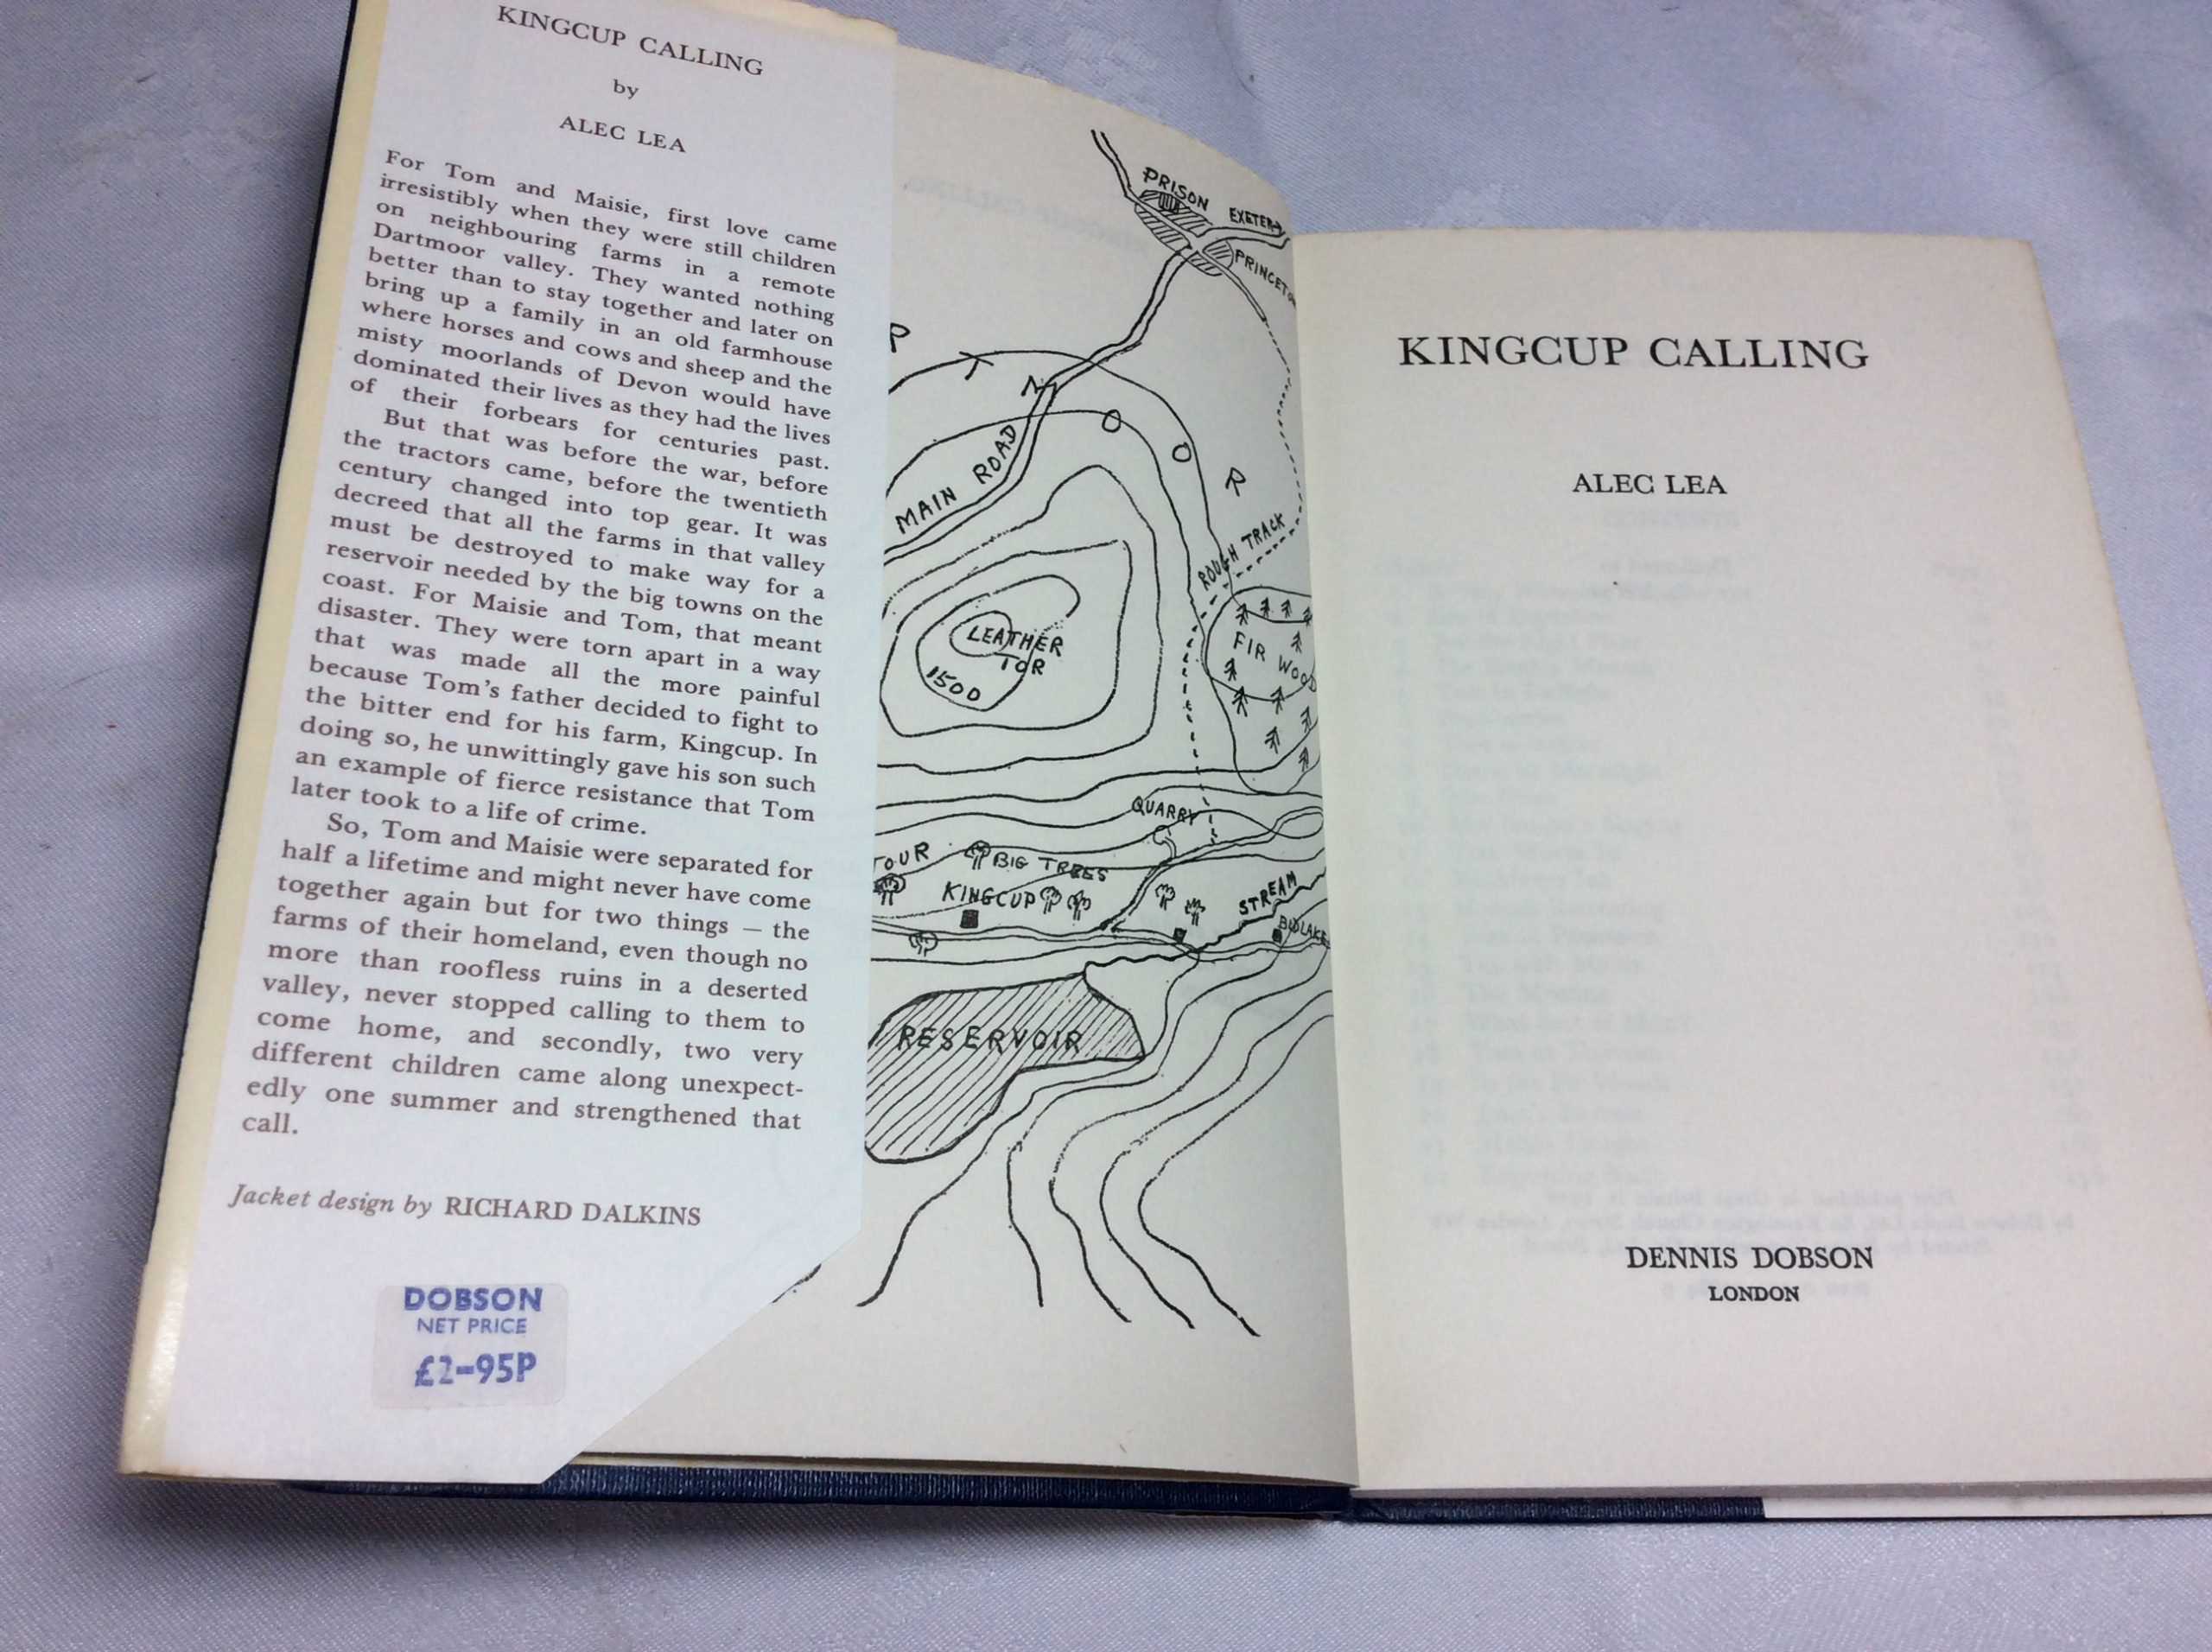 KINGCUP CALLING
by
ALEC LEA
For Tom and Maisie, first love came
irresistibly when they were still children
on neighbouring farms in a remote
Dartmoor valley. They wanted nothing
better than to stay together and later on
bring up a family in an old farmhouse
where horses and cows and sheep and the
misty moorlands of Devon would have
dominated their lives as they had the lives
of their forbears for centuries past.
But that was before the war, before
the tractors came, before the twentieth
century changed into top gear. It was
decreed that all the farms in that valley
must be destroyed to make way for a
reservoir needed by the big towns on the
coast. For Maisie and Tom, that meant
disaster. They were torn apart in a way
that was made all the more painful
because Tom's father decided to fight to
the bitter end for his farm, Kingcup. In
doing so, he unwittingly gave his son such
an example of fierce resistance that Tom
later took to a life of crime.
So, Tom and Maisie were separated for
half a lifetime and might never have come
together again but for two things — the
farms of their homeland, even though no
more than roofless ruins in a deserted
valley, never stopped calling to them to
come home, and secondly, two very
different children came along unexpect-
edly one summer and strengthened that
call.
Jacket design by RICHARD DALKINS
DOBSON
NET PRICE
£2-95P
PRISON
EXETER
R
T
M
O
O
R
MAIN ROAD
ROUGH TRACK
LEATHER
TOR
1500
FIR WOOD
QUARRY
BIG TREES
KINGCUP
STREAM
RESERVOIR
KINGCUP CALLING
ALEC LEA
DENNIS DOBSON
LONDON